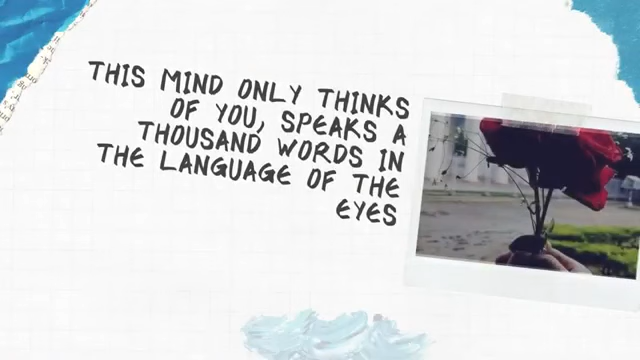 THIS MIND ONLY THINKS
OF YOU, SPEAKS A
THOUSAND WORDS IN
THE LANGUAGE OF THE
EYES